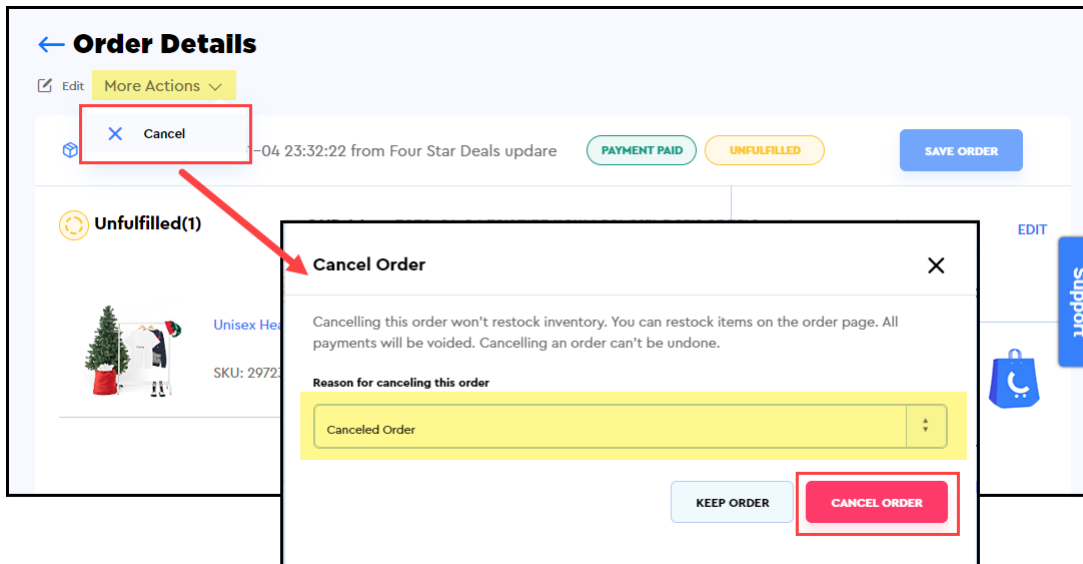 Order Details
Edit More Actions
Cancel
-04 23:32:22 from Four Star Deals updare PAYMENT PAID UNFULFILLED SAVE ORDER
Unfulfilled(1)
EDIT
Support
Unisex Hea
SKU: 2972
Cancel Order
Cancelling this order won't restock inventory. You can restock items on the order page. All
payments will be voided. Cancelling an order can't be undone.
Reason for canceling this order
Canceled Order
KEEP ORDER CANCEL ORDER